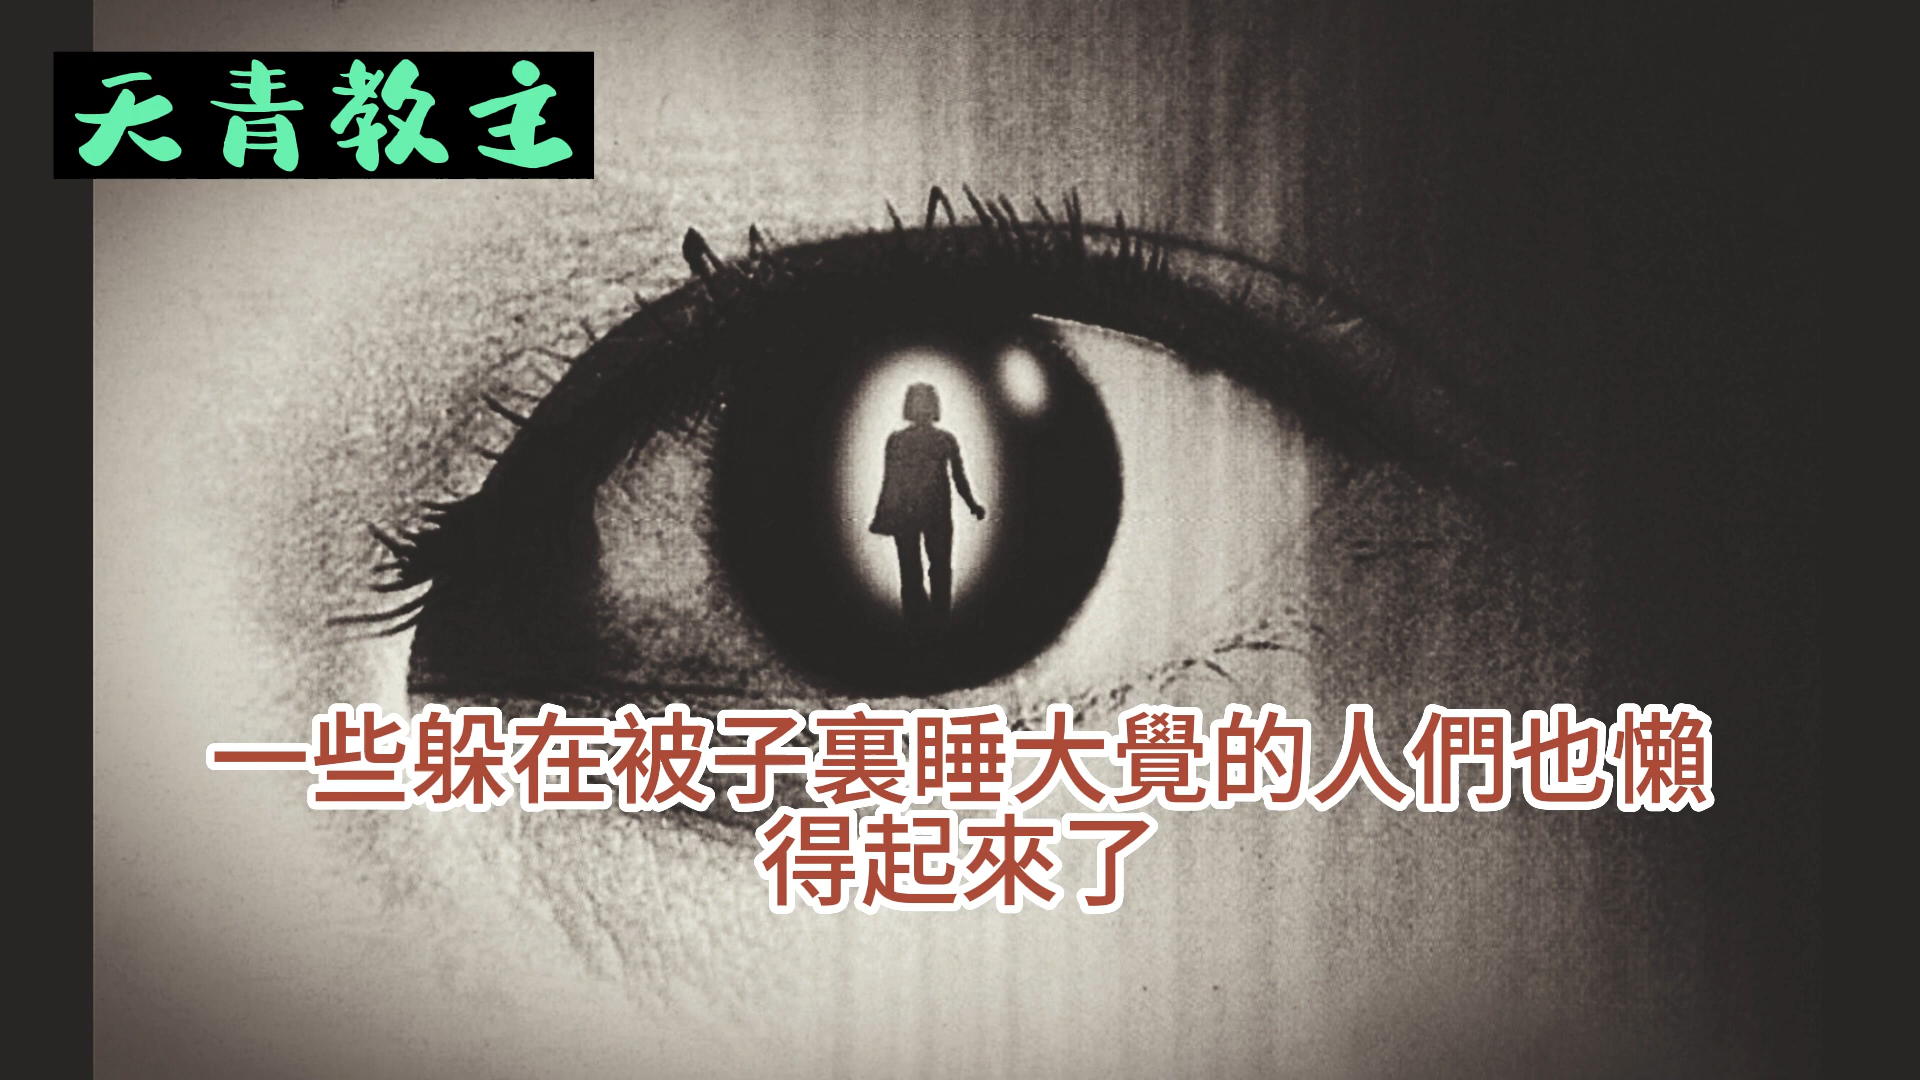 天青教主
一些躲在被子裏睡大覺的人們也懶
得起來了